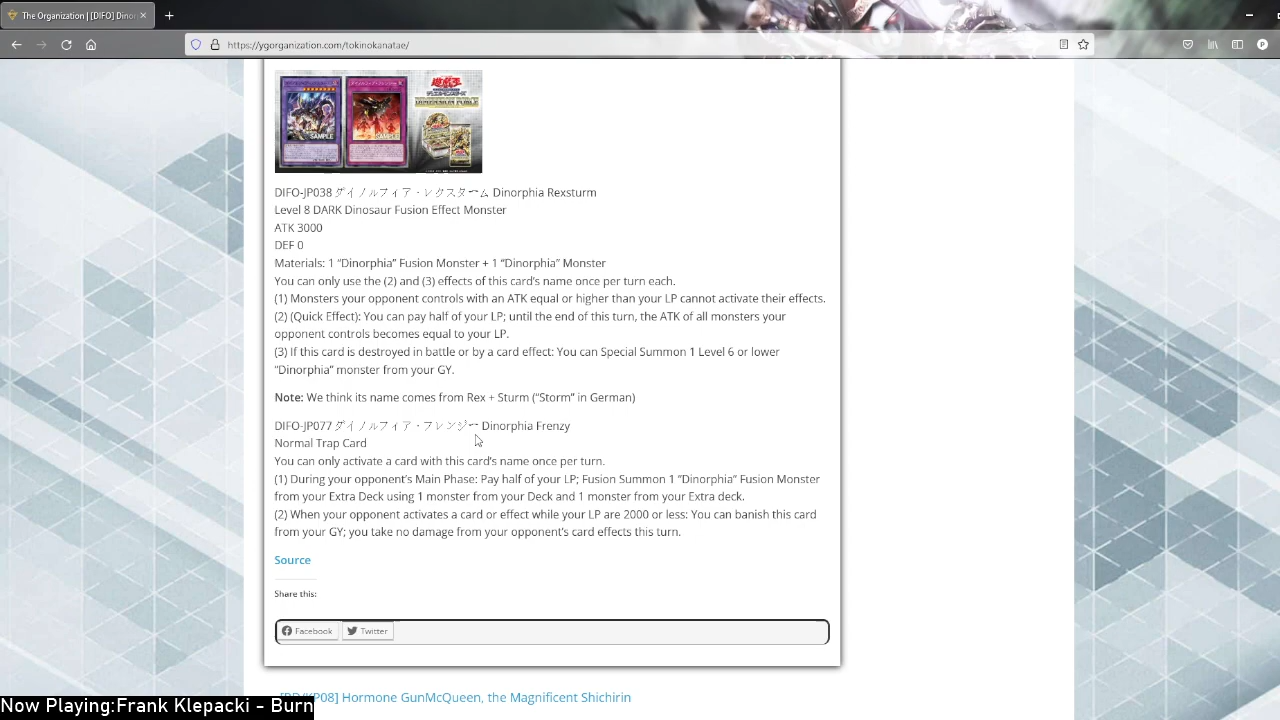 The Organization | [DIFO] Dinor
https://ygorganization.com/tokinokanatae/
SAMPLE
SAMPLE
遊戯王
DIFO-JP038 ダイノルフィア・レクスターム Dinorphia Rexsturm
Level 8 DARK Dinosaur Fusion Effect Monster
ATK 3000
DEF 0
Materials: 1 “Dinorphia” Fusion Monster + 1 “Dinorphia” Monster
You can only use the (2) and (3) effects of this card’s name once per turn each.
(1) Monsters your opponent controls with an ATK equal or higher than your LP cannot activate their effects.
(2) (Quick Effect): You can pay half of your LP; until the end of this turn, the ATK of all monsters your
opponent controls becomes equal to your LP.
(3) If this card is destroyed in battle or by a card effect: You can Special Summon 1 Level 6 or lower
“Dinorphia” monster from your GY.
Note: We think its name comes from Rex + Sturm (“Storm” in German)
DIFO-JP077 ダイノルフィア・フレンジー Dinorphia Frenzy
Normal Trap Card
You can only activate a card with this card’s name once per turn.
(1) During your opponent’s Main Phase: Pay half of your LP; Fusion Summon 1 “Dinorphia” Fusion Monster
from your Extra Deck using 1 monster from your Deck and 1 monster from your Extra deck.
(2) When your opponent activates a card or effect while your LP are 2000 or less: You can banish this card
from your GY; you take no damage from your opponent’s card effects this turn.
Source
Share this:
Facebook
Twitter
Hormone GunMcQueen, the Magnificent Shichirin
Now Playing:Frank Klepacki - Burn